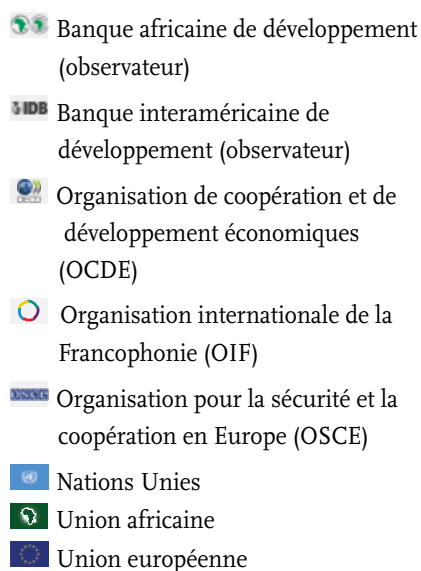 Banque africaine de développement
(observateur)
IDB Banque interaméricaine de
développement (observateur)
OECD Organisation de coopération et de
développement économiques
(OCDE)
Organisation internationale de la
Francophonie (OIF)
OSCE Organisation pour la sécurité et la
coopération en Europe (OSCE)
Nations Unies
Union africaine
Union européenne